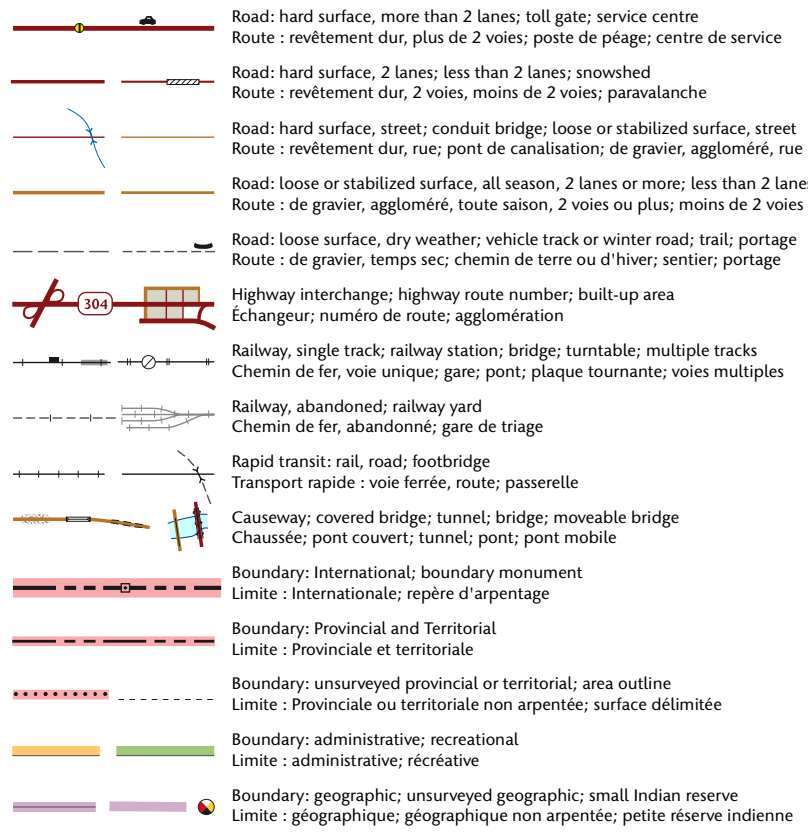 Road: hard surface, more than 2 lanes; toll gate; service centre
Route : revêtement dur, plus de 2 voies; poste de péage; centre de service
Road: hard surface, 2 lanes; less than 2 lanes; snowshed
Route : revêtement dur, 2 voies, moins de 2 voies; paravalanche
Road: hard surface, street; conduit bridge; loose or stabilized surface, street
Route : revêtement dur, rue; pont de canalisation; de gravier, aggloméré, rue
Road: loose or stabilized surface, all season, 2 lanes or more; less than 2 lanes
Route : de gravier, aggloméré, toute saison, 2 voies ou plus; moins de 2 voies
Road: loose surface, dry weather; vehicle track or winter road; trail; portage
Route : de gravier, temps sec; chemin de terre ou d'hiver; sentier; portage
304
Highway interchange; highway route number; built-up area
Échangeur; numéro de route; agglomération
Railway, single track; railway station; bridge; turntable; multiple tracks
Chemin de fer, voie unique; gare; pont; plaque tournante; voies multiples
Railway, abandoned; railway yard
Chemin de fer, abandonné; gare de triage
Rapid transit: rail, road; footbridge
Transport rapide : voie ferrée, route; passerelle
Causeway; covered bridge; tunnel; bridge; moveable bridge
Chaussée; pont couvert; tunnel; pont; pont mobile
Boundary: International; boundary monument
Limite : Internationale; repère d'arpentage
Boundary: Provincial and Territorial
Limite : Provinciale et territoriale
Boundary: unsurveyed provincial or territorial; area outline
Limite : Provinciale ou territoriale non arpentée; surface délimitée
Boundary: administrative; recreational
Limite : administrative; récréative
Boundary: geographic; unsurveyed geographic; small Indian reserve
Limite : géographique; géographique non arpentée; petite réserve indienne